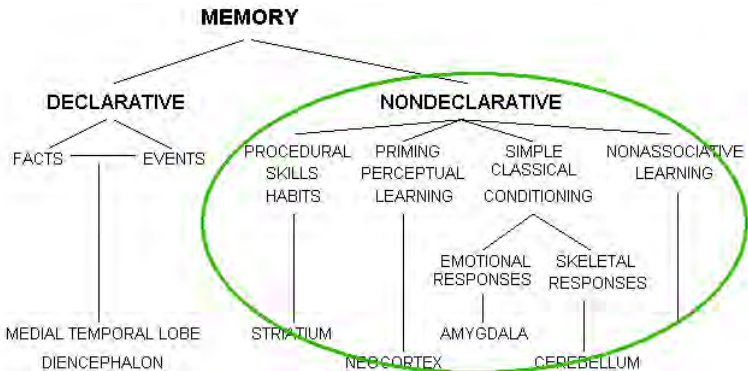 MEMORY
DECLARATIVE
NONDECLARATIVE
FACTS
EVENTS
PROCEDURAL
SKILLS
HABITS
PRIMING
PERCEPTUAL
LEARNING
SIMPLE
CLASSICAL
CONDITIONING
NONASSOCIATIVE
LEARNING
EMOTIONAL
RESPONSES
SKELETAL
RESPONSES
MEDIAL TEMPORAL LOBE
DIENCEPHALON
STRIATIUM
NEOCORTEX
AMYGDALA
CEREBELLUM